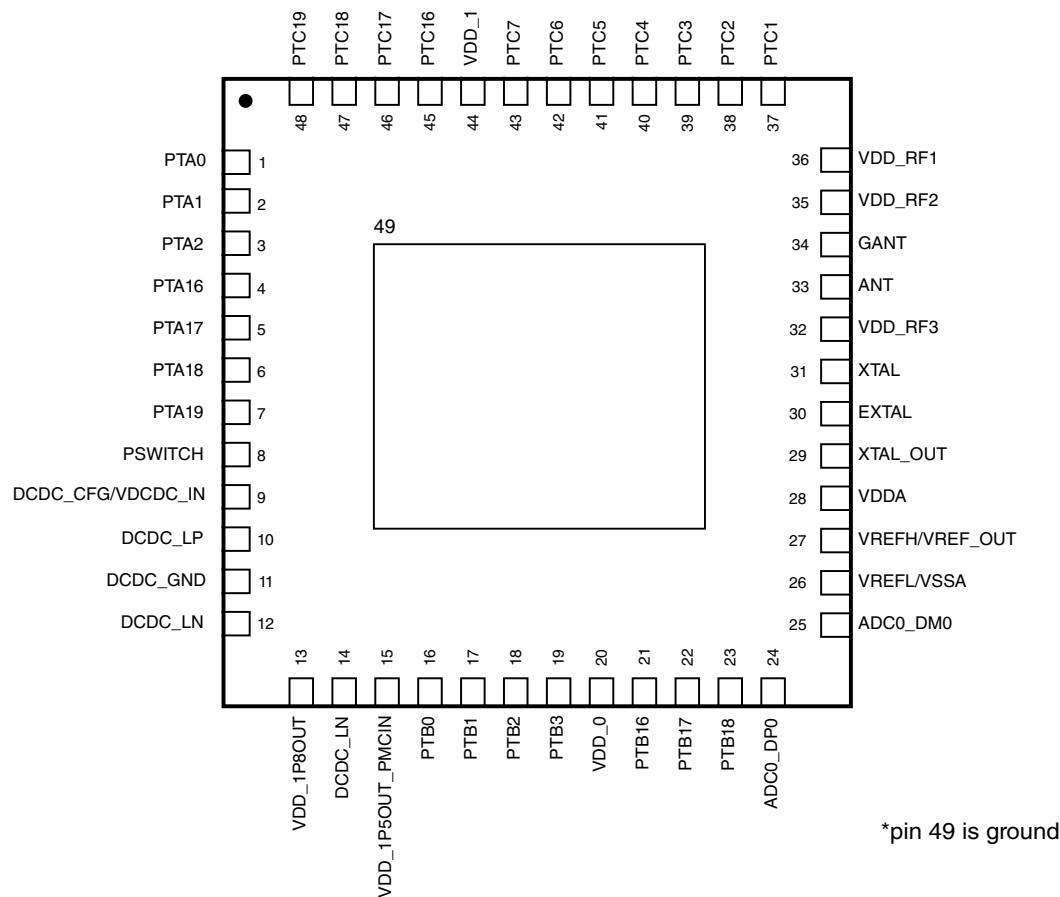 PTC19
PTC18
PTC17
PTC16
VDD_1
PTC7
PTC6
PTC5
PTC4
PTC3
PTC2
PTC1
48
47
46
45
44
43
42
41
40
39
38
37
PTA0 1
PTA1 2
PTA2 3
PTA16 4
PTA17 5
PTA18 6
PTA19 7
PSWITCH 8
DCDC_CFG/VDCDC_IN 9
DCDC_LP 10
DCDC_GND 11
DCDC_LN 12
49
36 VDD_RF1
35 VDD_RF2
34 GANT
33 ANT
32 VDD_RF3
31 XTAL
30 EXTAL
29 XTAL_OUT
28 VDDA
27 VREFH/VREF_OUT
26 VREFL/VSSA
25 ADC0_DM0
13
14
15
16
17
18
19
20
21
22
23
24
VDD_1P8OUT
DCDC_LN
VDD_1P5OUT_PMCIN
PTB0
PTB1
PTB2
PTB3
VDD_0
PTB16
PTB17
PTB18
ADC0_DP0
*pin 49 is ground